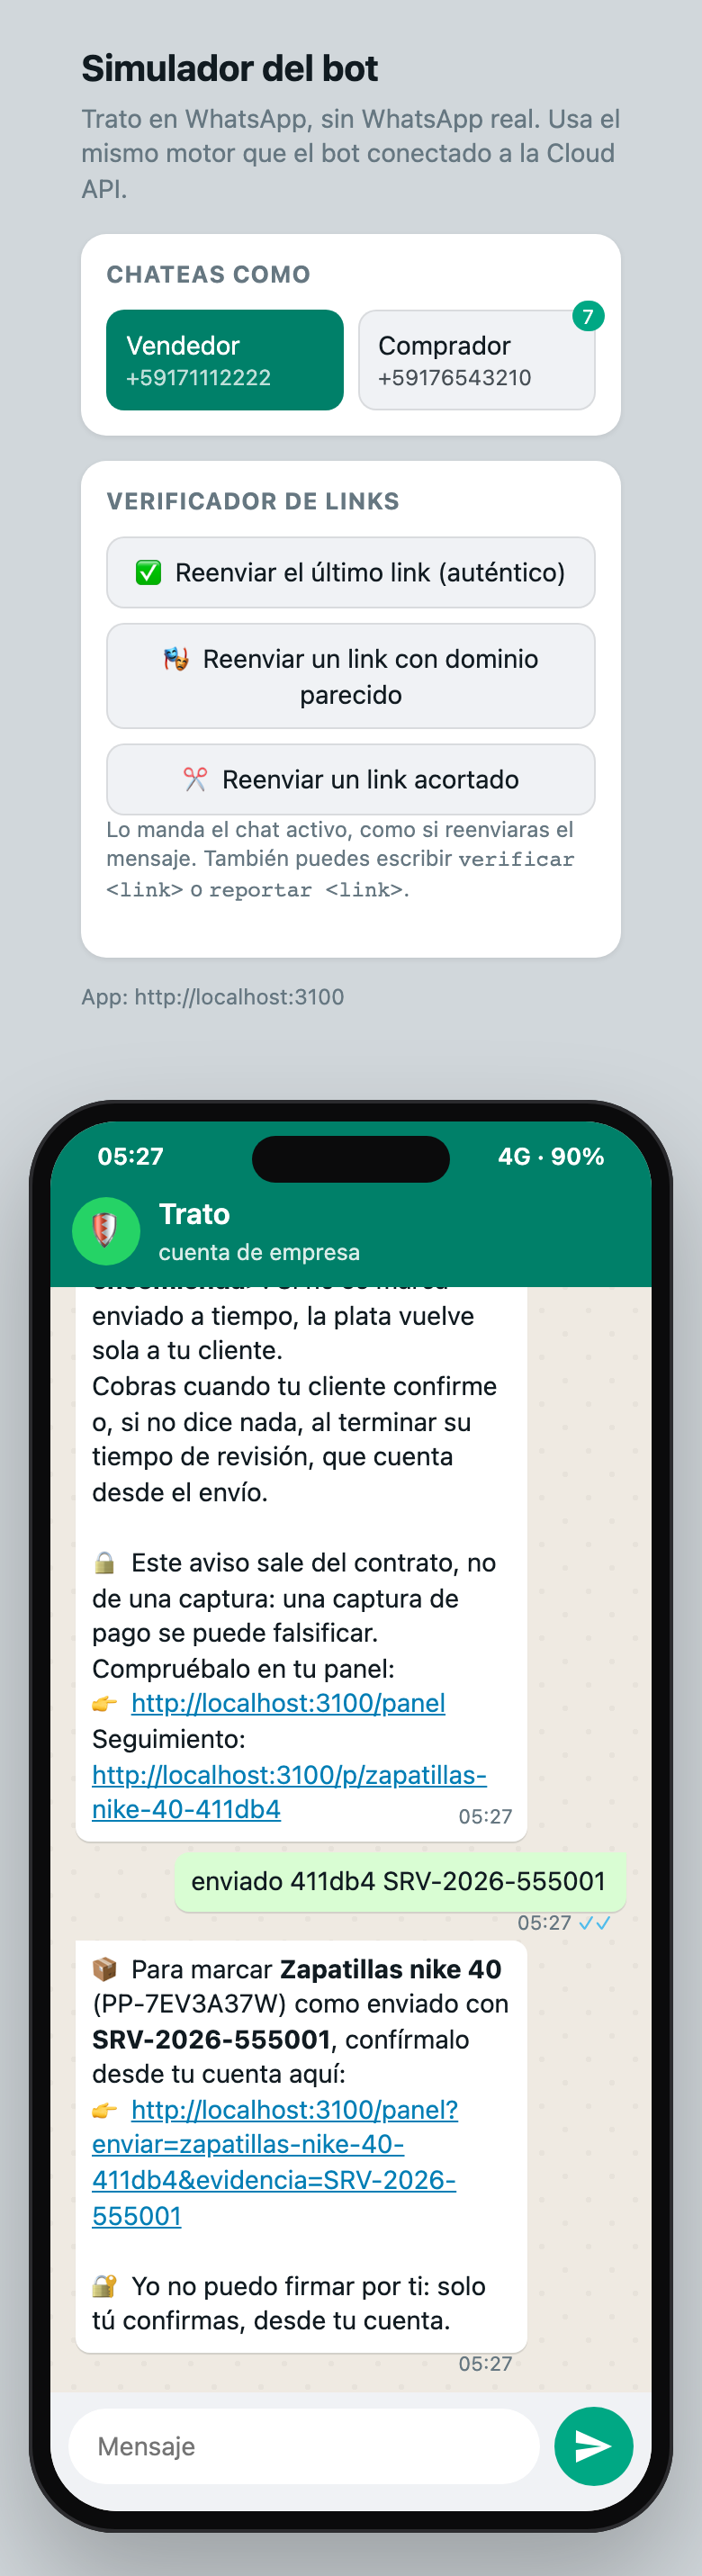 Simulador del bot
Trato en WhatsApp, sin WhatsApp real. Usa el
mismo motor que el bot conectado a la Cloud
API.
CHATEAS COMO
Vendedor
+59171112222
Comprador
+59176543210
7
VERIFICADOR DE LINKS
✅ Reenviar el último link (auténtico)
🎭 Reenviar un link con dominio
parecido
✂️ Reenviar un link acortado
Lo manda el chat activo, como si reenviaras el
mensaje. También puedes escribir verificar
<link> o reportar <link>.
App: http://localhost:3100
05:27
4G · 90%
Trato
cuenta de empresa
enviado a tiempo, la plata vuelve
sola a tu cliente.
Cobras cuando tu cliente confirme
o, si no dice nada, al terminar su
tiempo de revisión, que cuenta
desde el envío.
🔒 Este aviso sale del contrato, no
de una captura: una captura de
pago se puede falsificar.
Compruébalo en tu panel:
👉 http://localhost:3100/panel
Seguimiento:
http://localhost:3100/p/zapatillas-
nike-40-411db4
05:27
enviado 411db4 SRV-2026-555001
05:27 ✓✓
📦 Para marcar Zapatillas nike 40
(PP-7EV3A37W) como enviado con
SRV-2026-555001, confírmalo
desde tu cuenta aquí:
👉 http://localhost:3100/panel?
enviar=zapatillas-nike-40-
411db4&evidencia=SRV-2026-
555001
🔐 Yo no puedo firmar por ti: solo
tú confirmas, desde tu cuenta.
05:27
Mensaje